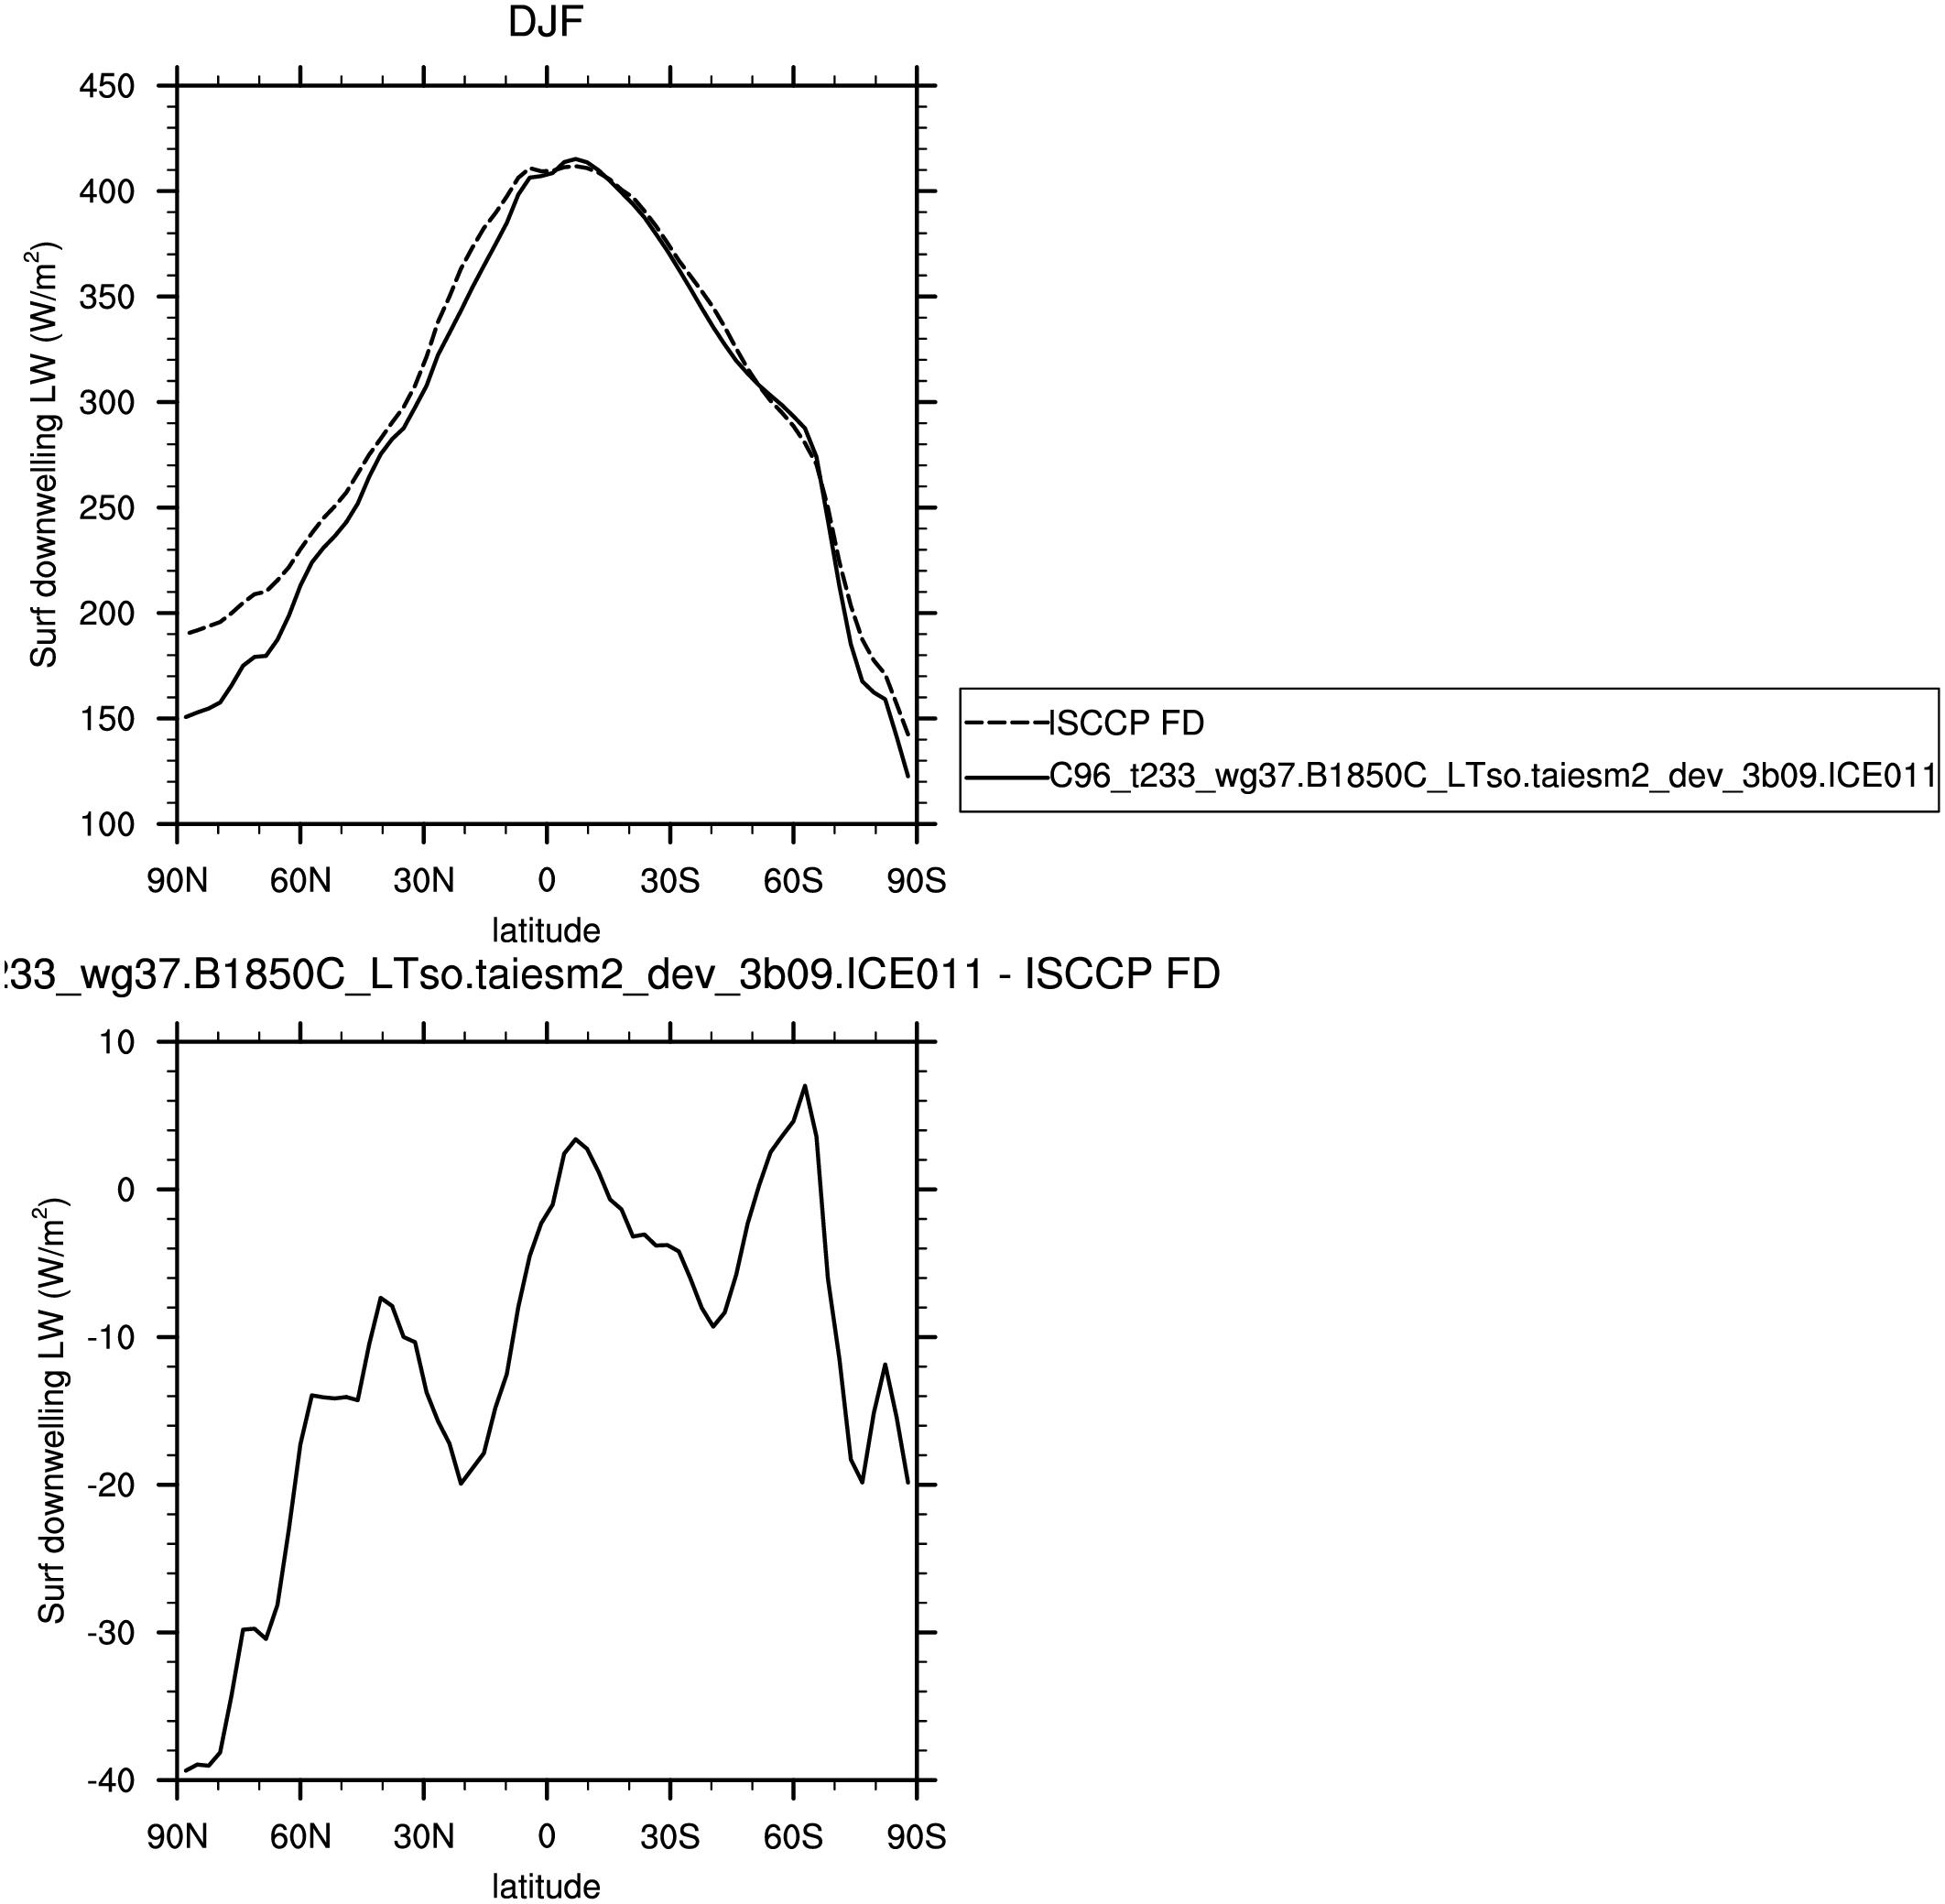 DJF
450
400
350
300
250
200
150
100
Surf downwelling LW (W/m²)
90N 60N 30N 0 30S 60S 90S
latitude
ISCCP FD
C96_t233_wg37.B1850C_LTso.taiesm2_dev_3b09.ICE011
33_wg37.B1850C_LTso.taiesm2_dev_3b09.ICE011 - ISCCP FD
10
0
-10
-20
-30
-40
Surf downwelling LW (W/m²)
90N 60N 30N 0 30S 60S 90S
latitude